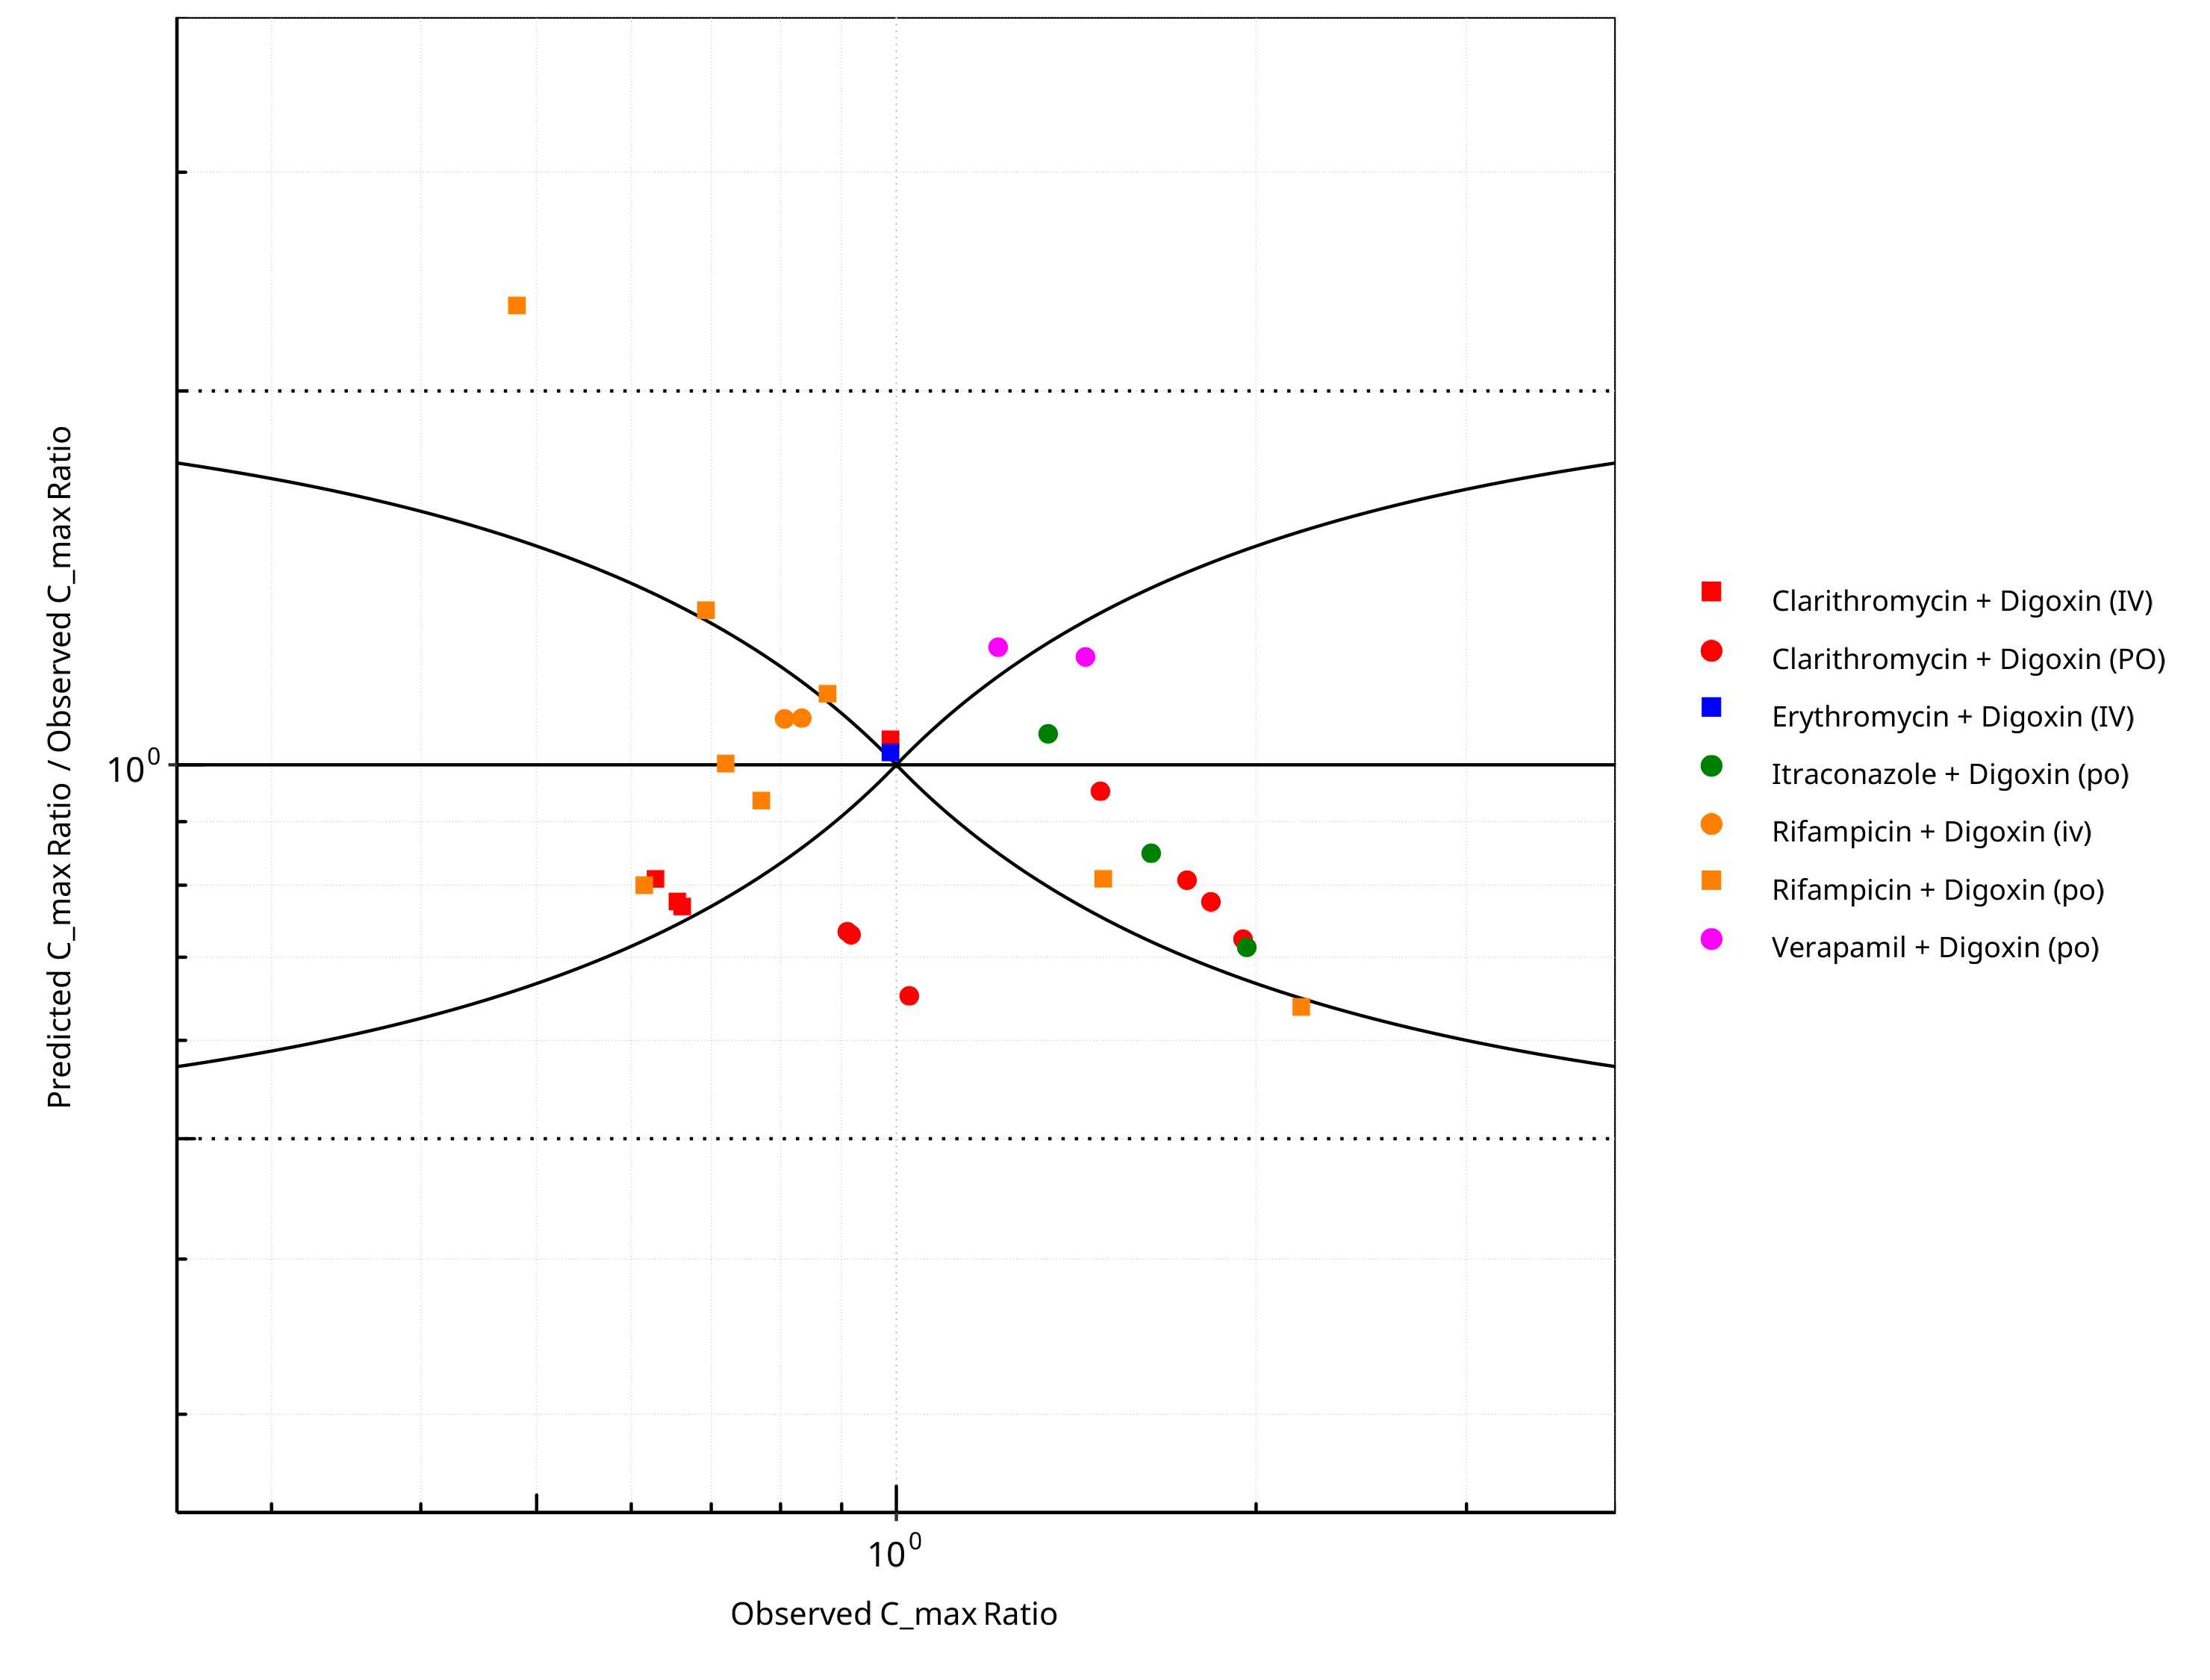 Predicted C_max Ratio / Observed C_max Ratio
10^0
10^0
Observed C_max Ratio
Clarithromycin + Digoxin (IV)
Clarithromycin + Digoxin (PO)
Erythromycin + Digoxin (IV)
Itraconazole + Digoxin (po)
Rifampicin + Digoxin (iv)
Rifampicin + Digoxin (po)
Verapamil + Digoxin (po)